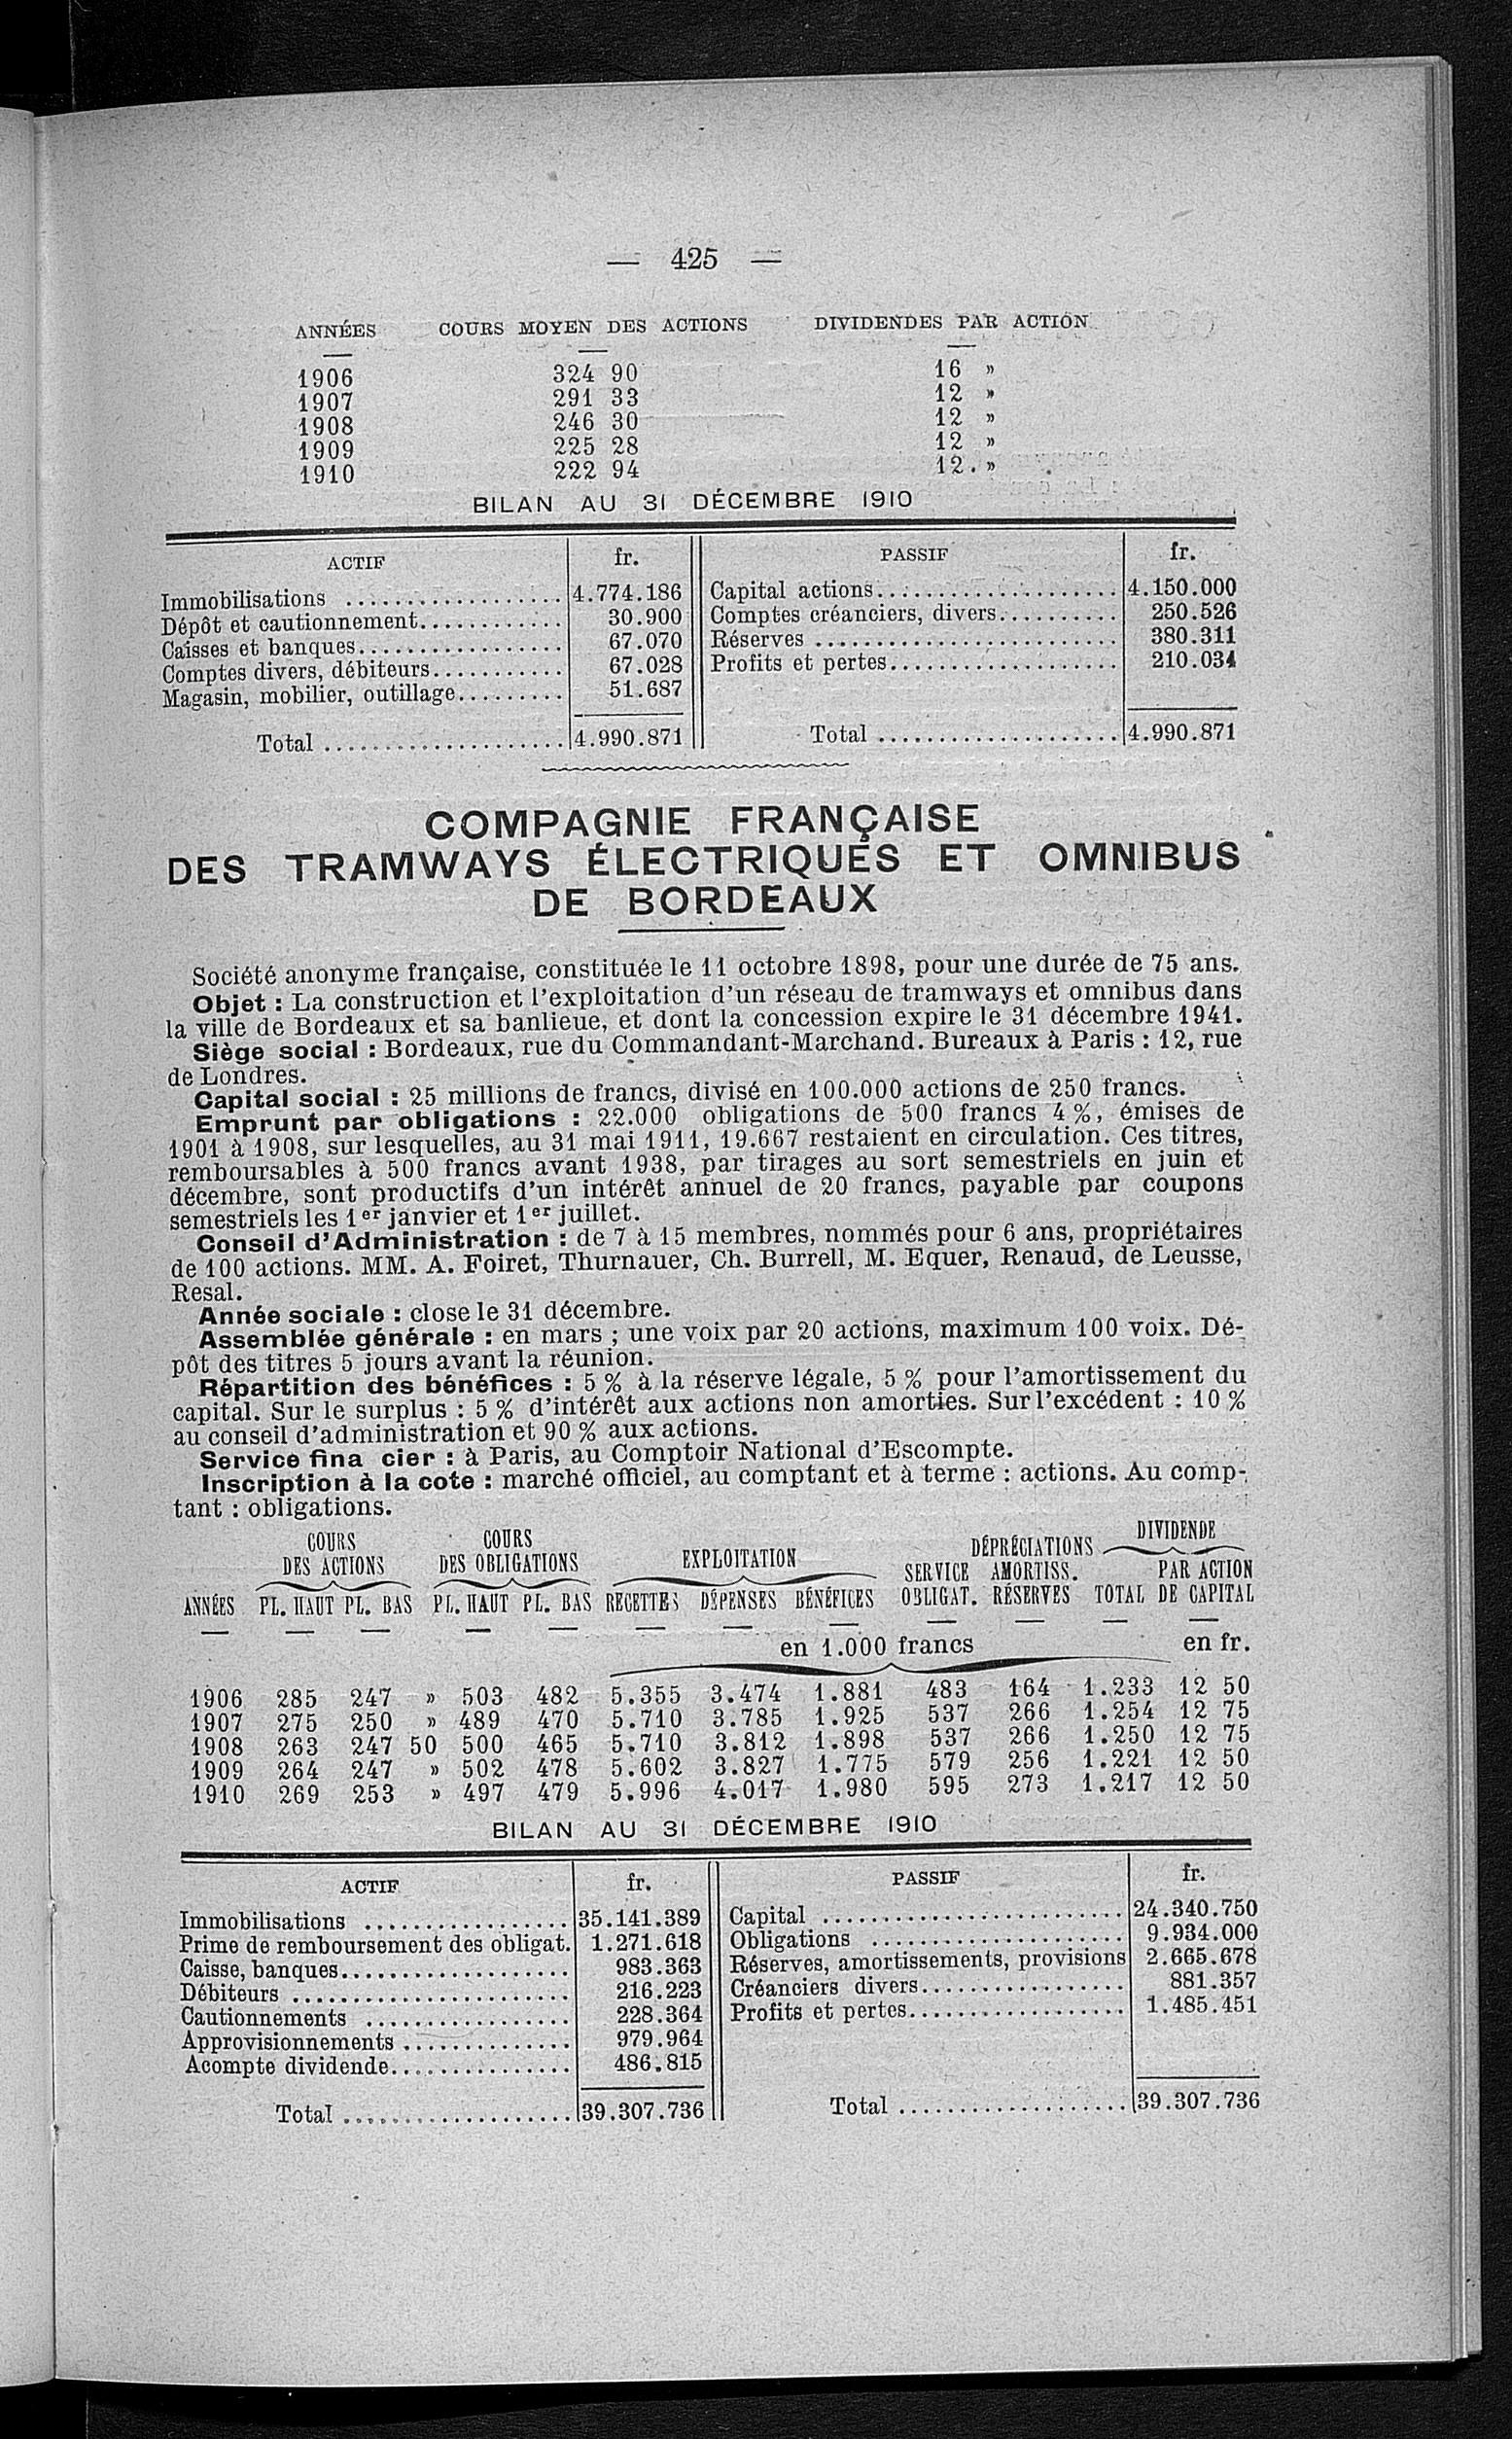 — 425 —
ANNÉES COURS MOYEN DES ACTIONS DIVIDENDES PAR ACTION
1906 324 90 16 »
1907 291 33 12 »
1908 246 30 12 »
1909 225 28 12 »
1910 222 94 12. »
BILAN AU 31 DÉCEMBRE 1910
ACTIF fr. PASSIF fr.
Immobilisations .................. 4.774.186 Capital actions.................... 4.150.000
Dépôt et cautionnement............ 30.900 Comptes créanciers, divers.......... 250.526
Caisses et banques................. 67.070 Réserves ......................... 380.311
Comptes divers, débiteurs........... 67.028 Profits et pertes................... 210.034
Magasin, mobilier, outillage......... 51.687
Total .................... 4.990.871 Total .................... 4.990.871
COMPAGNIE FRANÇAISE
DES TRAMWAYS ÉLECTRIQUES ET OMNIBUS
DE BORDEAUX
Société anonyme française, constituée le 11 octobre 1898, pour une durée de 75 ans.
Objet : La construction et l'exploitation d'un réseau de tramways et omnibus dans
la ville de Bordeaux et sa banlieue, et dont la concession expire le 31 décembre 1941.
Siège social : Bordeaux, rue du Commandant-Marchand. Bureaux à Paris : 12, rue
de Londres.
Capital social : 25 millions de francs, divisé en 100.000 actions de 250 francs.
Emprunt par obligations : 22.000 obligations de 500 francs 4 %, émises de
1901 à 1908, sur lesquelles, au 31 mai 1911, 19.667 restaient en circulation. Ces titres,
remboursables à 500 francs avant 1938, par tirages au sort semestriels en juin et
décembre, sont productifs d'un intérêt annuel de 20 francs, payable par coupons
semestriels les 1er janvier et 1er juillet.
Conseil d'Administration : de 7 à 15 membres, nommés pour 6 ans, propriétaires
de 100 actions. MM. A. Foiret, Thurnauer, Ch. Burrell, M. Equer, Renaud, de Leusse,
Resal.
Année sociale : close le 31 décembre.
Assemblée générale : en mars ; une voix par 20 actions, maximum 100 voix. Dé-
pôt des titres 5 jours avant la réunion.
Répartition des bénéfices : 5 % à la réserve légale, 5 % pour l'amortissement du
capital. Sur le surplus : 5 % d'intérêt aux actions non amorties. Sur l'excédent : 10 %
au conseil d'administration et 90 % aux actions.
Service fina cier : à Paris, au Comptoir National d'Escompte.
Inscription à la cote : marché officiel, au comptant et à terme : actions. Au comp-
tant : obligations.
COURS COURS DÉPRÉCIATIONS DIVIDENDE
DES ACTIONS DES OBLIGATIONS EXPLOITATION SERVICE AMORTISS. PAR ACTION
ANNÉES PL. HAUT PL. BAS PL. HAUT PL. BAS RECETTES DÉPENSES BÉNÉFICES OBLIGAT. RÉSERVES TOTAL DE CAPITAL
en 1.000 francs en fr.
1906 285 247 » 503 482 5.355 3.474 1.881 483 164 1.233 12 50
1907 275 250 » 489 470 5.710 3.785 1.925 537 266 1.254 12 75
1908 263 247 50 500 465 5.710 3.812 1.898 537 266 1.250 12 75
1909 264 247 » 502 478 5.602 3.827 1.775 579 256 1.221 12 50
1910 269 253 » 497 479 5.996 4.017 1.980 595 273 1.217 12 50
BILAN AU 31 DÉCEMBRE 1910
ACTIF fr. PASSIF fr.
Immobilisations ................. 35.141.389 Capital ......................... 24.340.750
Prime de remboursement des obligat. 1.271.618 Obligations ..................... 9.934.000
Caisse, banques................... 983.363 Réserves, amortissements, provisions 2.665.678
Débiteurs ....................... 216.223 Créanciers divers................. 881.357
Cautionnements ................. 228.364 Profits et pertes.................. 1.485.451
Approvisionnements .............. 979.964
Acompte dividende............... 486.815
Total ................... 39.307.736 Total ................... 39.307.736